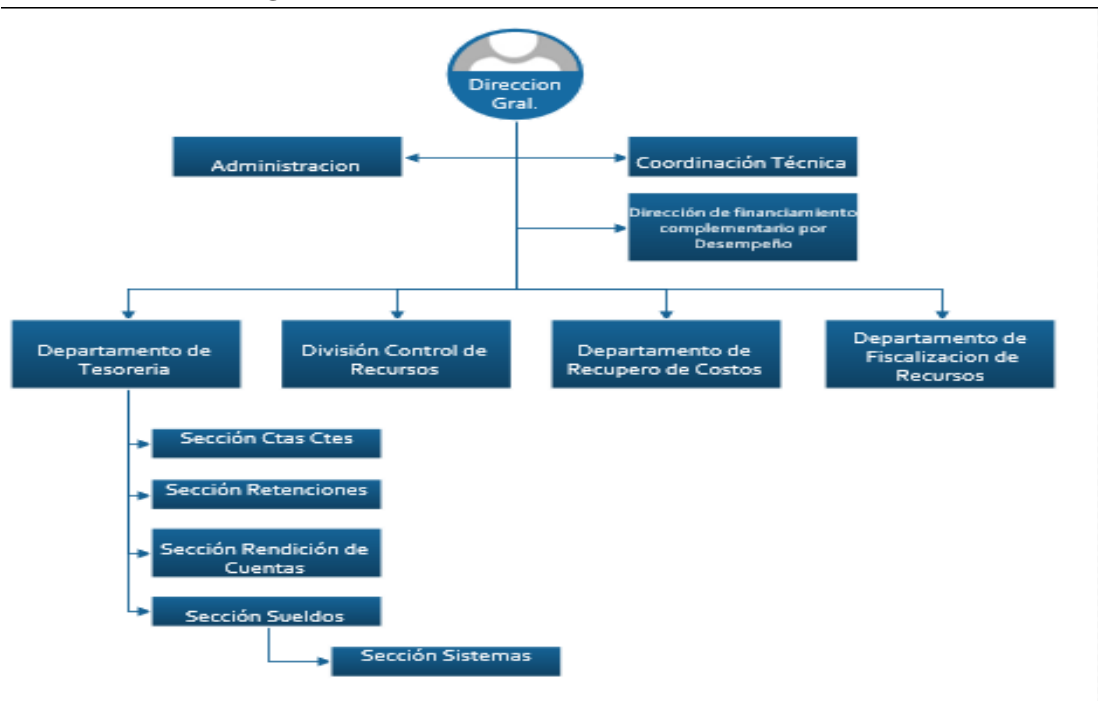 Direccion
Gral.
Administracion
Coordinación Técnica
Dirección de financiamiento
complementario por
Desempeño
Departamento de
Tesoreria
División Control de
Recursos
Departamento de
Recupero de Costos
Departamento de
Fiscalizacion de
Recursos
Sección Ctas Ctes
Sección Retenciones
Sección Rendición de
Cuentas
Sección Sueldos
Sección Sistemas